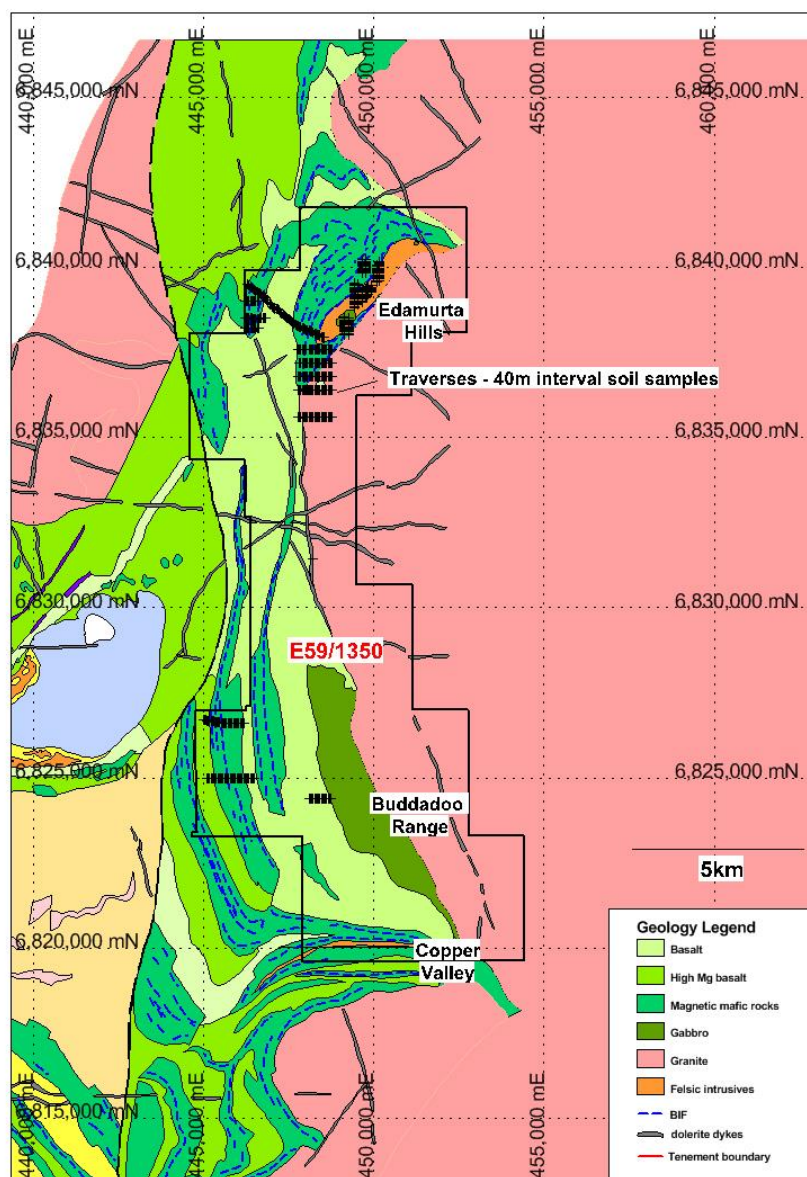 440,000 mE
445,000 mE
450,000 mE
455,000 mE
460,000 mE
6,845,000 mN
6,845,000 mN
6,840,000 mN
6,840,000 mN
Edamurta
Hills
Traverses - 40m interval soil samples
6,835,000 mN
6,835,000 mN
6,830,000 mN
6,830,000 mN
E59/1350
6,825,000 mN
6,825,000 mN
Buddadoo
Range
5km
6,820,000 mN
Copper
Valley
6,815,000 mN
440,000 mE
445,000 mE
450,000 mE
455,000 mE
Geology Legend
Basalt
High Mg basalt
Magnetic mafic rocks
Gabbro
Granite
Felsic intrusives
BIF
dolerite dykes
Tenement boundary